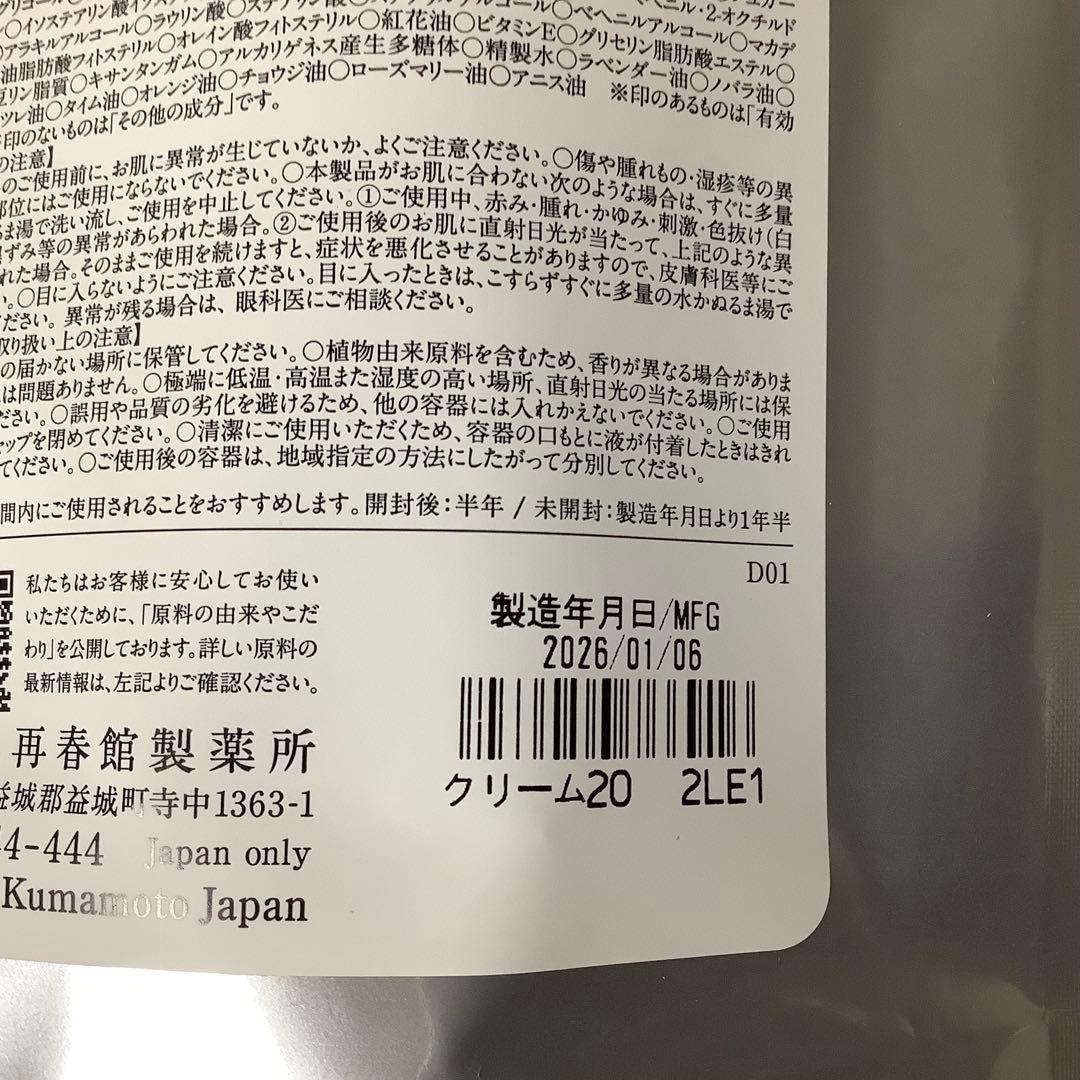 グリコール○イソステアリン酸イソステ
ン○アラキルアルコール○ラウリン酸○ステアリン酸○ステアリルアルコール○ベヘニルアルコール○マカデ
油脂肪酸フィトステリル○オレイン酸フィトステリル○紅花油○ビタミンE○グリセリン脂肪酸エステル○
豆リン脂質○キサンタンガム○アルカリゲネス産生多糖体○精製水○ラベンダー油○ノバラ油○
ツレ油○タイム油○オレンジ油○チョウジ油○ローズマリー油○アニス油 ※印のあるものは「有効
印のないものは「その他の成分」です。
の注意】
のご使用前に、お肌に異常が生じていないか、よくご注意ください。○傷や腫れもの・湿疹等の異
部位にはご使用にならないでください。○本製品がお肌に合わない次のような場合は、すぐに多量
ま湯で洗い流し、ご使用を中止してください。①ご使用中、赤み・腫れ・かゆみ・刺激・色抜け(白
ずみ等の異常があらわれた場合。②ご使用後のお肌に直射日光が当たって、上記のような異
れた場合。そのままご使用を続けますと、症状を悪化させることがありますので、皮膚科医等にご
い。○目に入らないようにご注意ください。目に入ったときは、こすらずすぐに多量の水かぬるま湯で
ださい。異常が残る場合は、眼科医にご相談ください。
取り扱い上の注意】
の届かない場所に保管してください。○植物由来原料を含むため、香りが異なる場合がありま
は問題ありません。○極端に低温・高温また湿度の高い場所、直射日光の当たる場所には保
ださい。○誤用や品質の劣化を避けるため、他の容器には入れかえないでください。○ご使用
ャップを閉めてください。○清潔にご使用いただくため、容器の口もとに液が付着したときはきれ
てください。○ご使用後の容器は、地域指定の方法にしたがって分別してください。
間内にご使用されることをおすすめします。開封後：半年 / 未開封：製造年月日より1年半
D01
私たちはお客様に安心してお使い
いただくために、「原料の由来やこだ
わり」を公開しております。詳しい原料の
最新情報は、左記よりご確認ください。
製造年月日/MFG
2026/01/06
クリーム20 2LE1
再春館製薬所
益城郡益城町寺中1363-1
4-444 Japan only
Kumamoto Japan